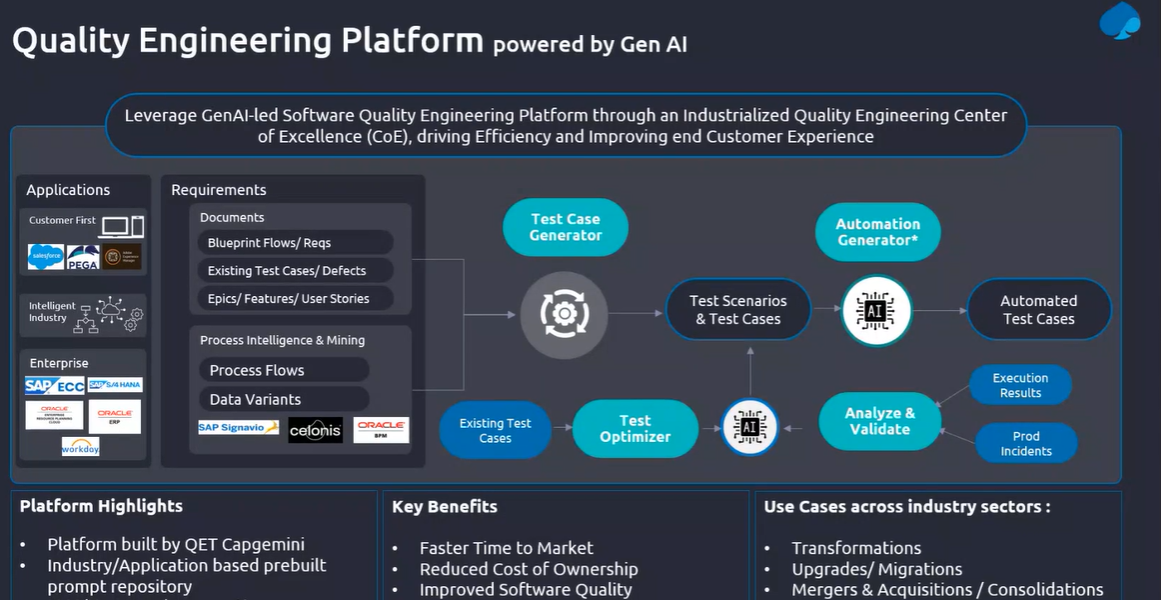 Quality Engineering Platform powered by Gen AI
Leverage GenAI-led Software Quality Engineering Platform through an Industrialized Quality Engineering Center
of Excellence (CoE), driving Efficiency and Improving end Customer Experience
Applications
Customer First
salesforce
PEGA
Intelligent
Industry
Enterprise
SAP ECC
SAP S/4 HANA
ORACLE
ENTERPRISE
RESOURCE PLANNING
CLOUD
ORACLE
ERP
workday
Requirements
Documents
Blueprint Flows/ Reqs
Existing Test Cases/ Defects
Epics/ Features/ User Stories
Process Intelligence & Mining
Process Flows
Data Variants
SAP Signavio
celonis
ORACLE
BPM
Test Case
Generator
Automation
Generator*
Test Scenarios
& Test Cases
AI
Automated
Test Cases
Existing Test
Cases
Test
Optimizer
AI
Analyze &
Validate
Execution
Results
Prod
Incidents
Platform Highlights
• Platform built by QET Capgemini
• Industry/Application based prebuilt
prompt repository
Key Benefits
• Faster Time to Market
• Reduced Cost of Ownership
• Improved Software Quality
Use Cases across industry sectors :
• Transformations
• Upgrades/ Migrations
• Mergers & Acquisitions / Consolidations